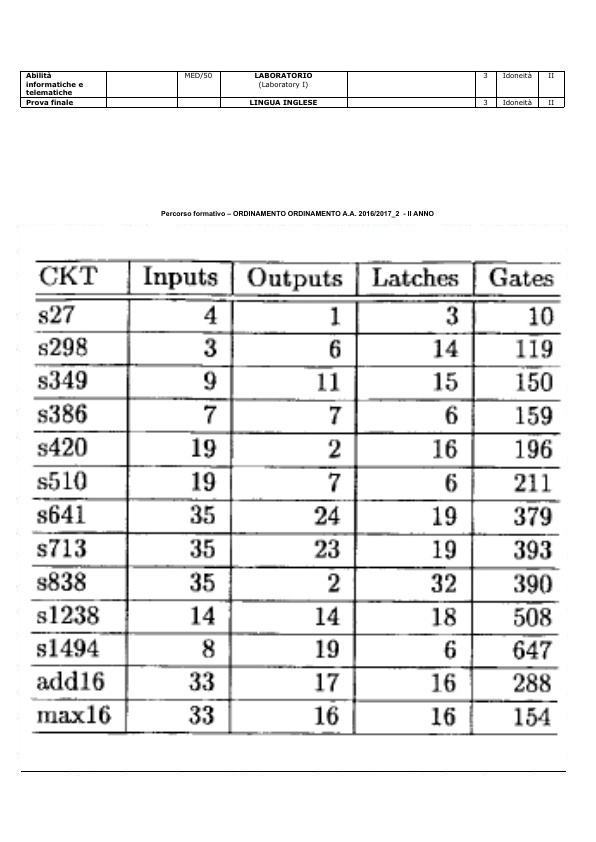 Abilità informatiche e telematiche MED/50 LABORATORIO (Laboratory I) 3 Idoneità II
Prova finale LINGUA INGLESE 3 Idoneità II
Percorso formativo – ORDINAMENTO ORDINAMENTO A.A. 2016/2017_2 - II ANNO
CKT Inputs Outputs Latches Gates
s27 4 1 3 10
s298 3 6 14 119
s349 9 11 15 150
s386 7 7 6 159
s420 19 2 16 196
s510 19 7 6 211
s641 35 24 19 379
s713 35 23 19 393
s838 35 2 32 390
s1238 14 14 18 508
s1494 8 19 6 647
add16 33 17 16 288
max16 33 16 16 154